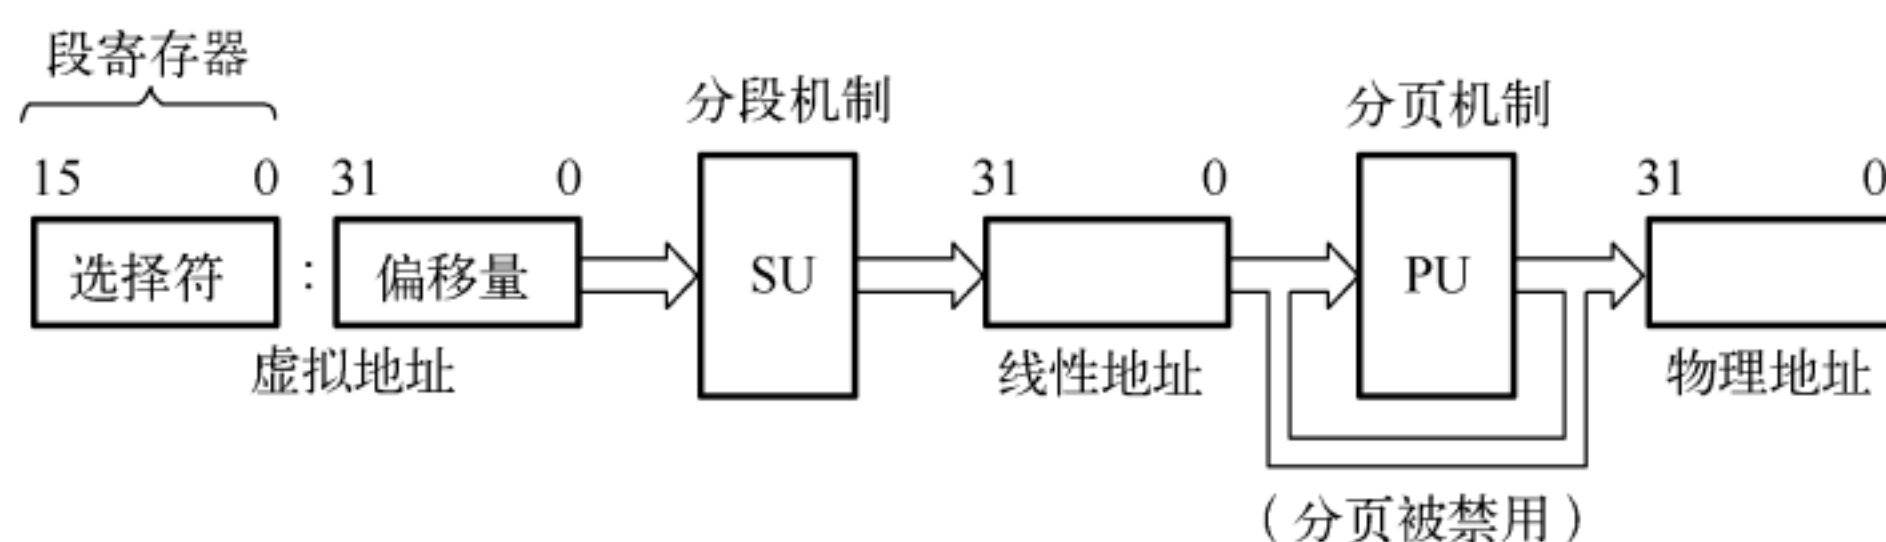 段寄存器
分段机制
分页机制
15 0 31 0
31 0
31 0
选择符 : 偏移量
SU
PU
虚拟地址
线性地址
物理地址
（分页被禁用）